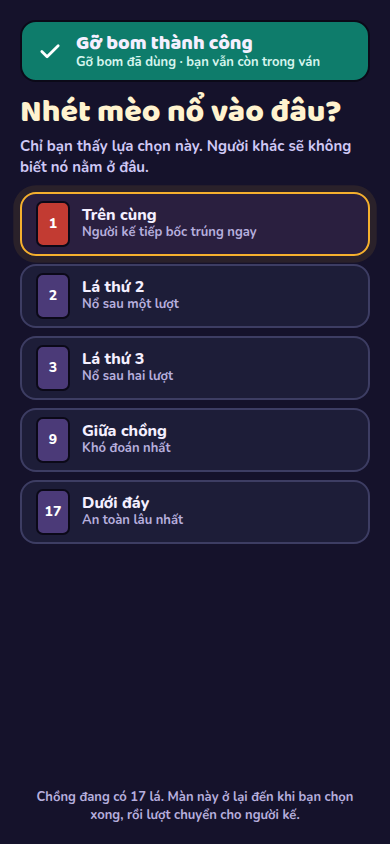 Gỡ bom thành công
Gỡ bom đã dùng · bạn vẫn còn trong ván
Nhét mèo nổ vào đâu?
Chỉ bạn thấy lựa chọn này. Người khác sẽ không
biết nó nằm ở đâu.
1
Trên cùng
Người kế tiếp bốc trúng ngay
2
Lá thứ 2
Nổ sau một lượt
3
Lá thứ 3
Nổ sau hai lượt
9
Giữa chồng
Khó đoán nhất
17
Dưới đáy
An toàn lâu nhất
Chồng đang có 17 lá. Màn này ở lại đến khi bạn chọn
xong, rồi lượt chuyển cho người kế.